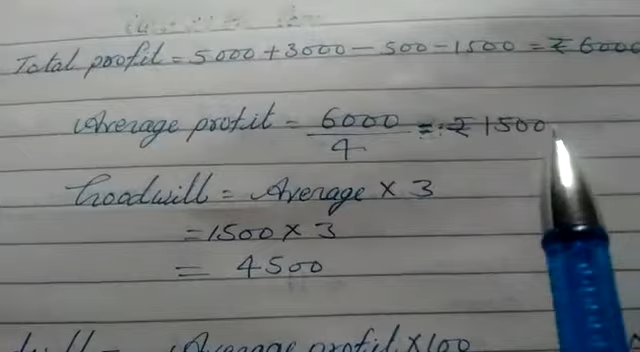 Total profit = 5000 + 3000 - 500 - 1500 = ₹ 6000
Average profit = 6000/4 = ₹ 1500
Goodwill = Average × 3
= 1500 × 3
= 4500
Average profit × 100